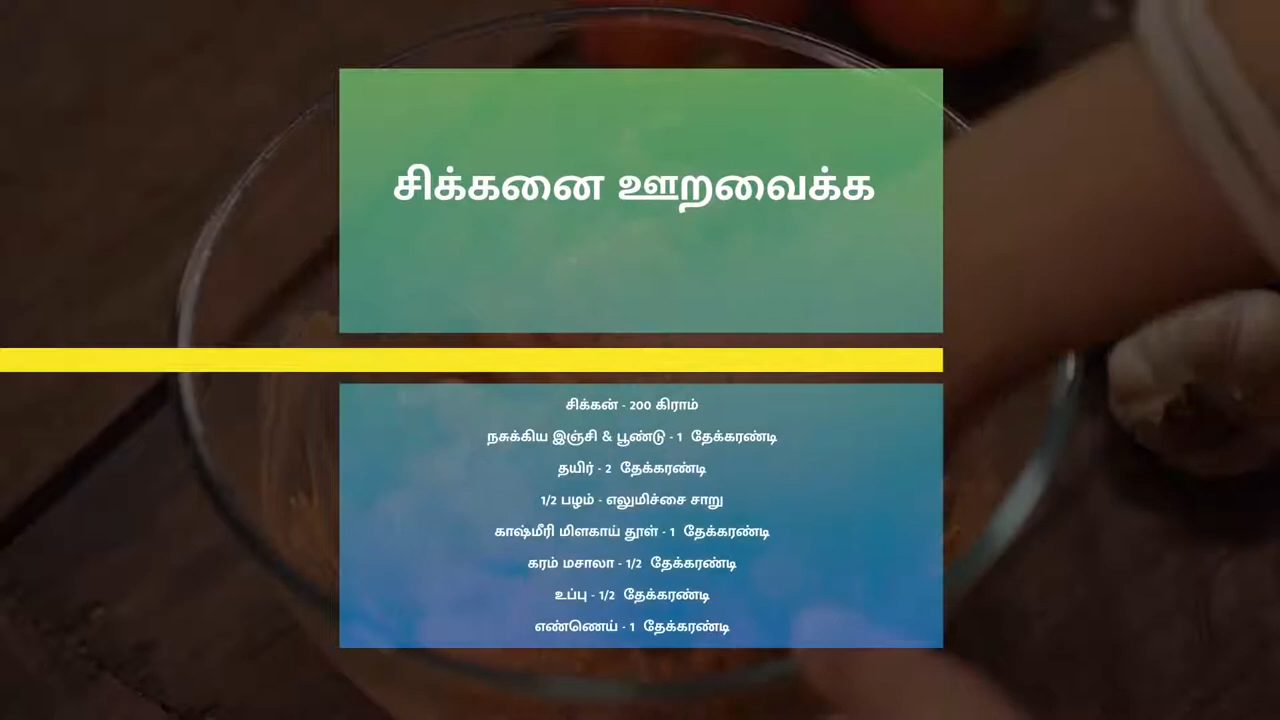 சிக்கனை ஊறவைக்க
சிக்கன் - 200 கிராம்
நசுக்கிய இஞ்சி & பூண்டு - 1 தேக்கரண்டி
தயிர் - 2 தேக்கரண்டி
1/2 பழம் - எலுமிச்சை சாறு
காஷ்மீரி மிளகாய் தூள் - 1 தேக்கரண்டி
கரம் மசாலா - 1/2 தேக்கரண்டி
உப்பு - 1/2 தேக்கரண்டி
எண்ணெய் - 1 தேக்கரண்டி